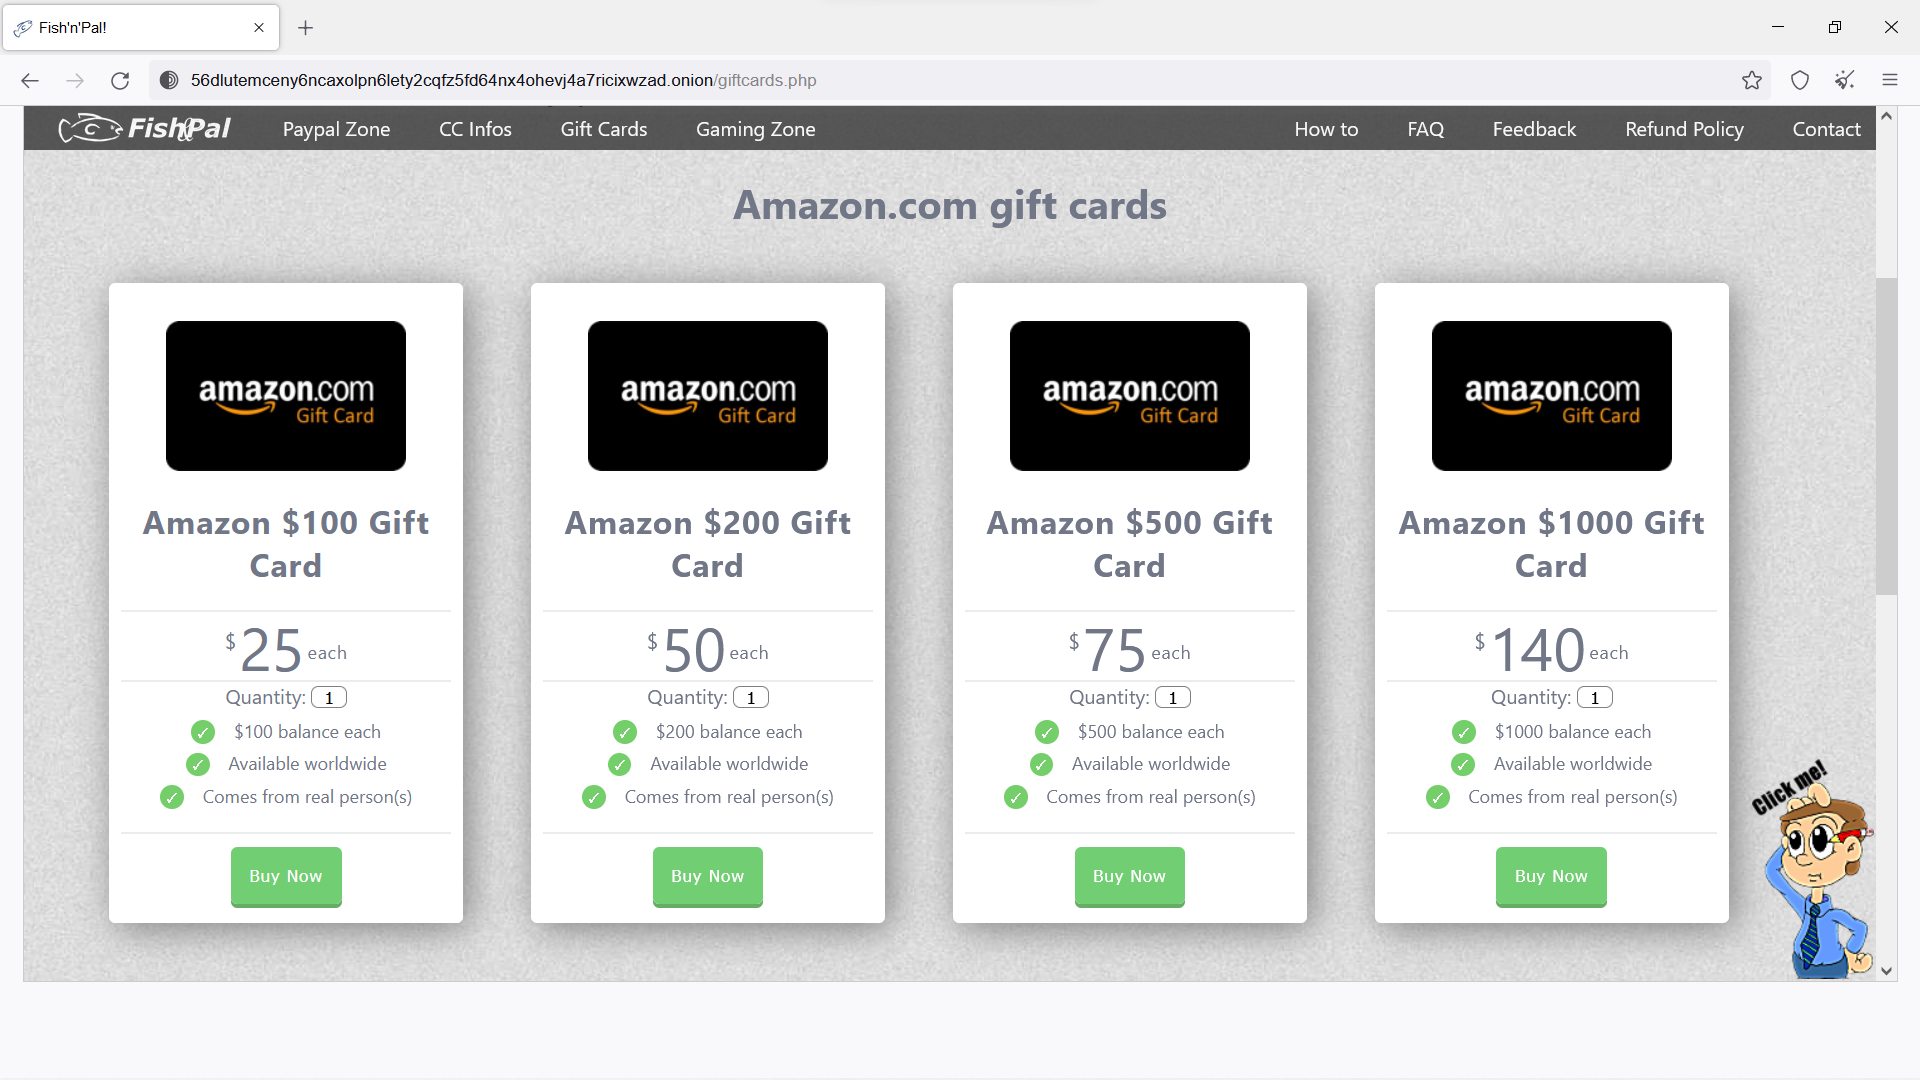 Fish'n'Pal!
56dlutemceny6ncaxolpn6lety2cqfz5fd64nx4ohevj4a7ricixwzad.onion/giftcards.php
Fish&Pal Paypal Zone CC Infos Gift Cards Gaming Zone How to FAQ Feedback Refund Policy Contact
Amazon.com gift cards
amazon.com amazon.com amazon.com amazon.com
Gift Card Gift Card Gift Card Gift Card
Amazon $100 Gift Amazon $200 Gift Amazon $500 Gift Amazon $1000 Gift
Card Card Card Card
$25 each $50 each $75 each $140 each
Quantity: 1 Quantity: 1 Quantity: 1 Quantity: 1
$100 balance each $200 balance each $500 balance each $1000 balance each
Available worldwide Available worldwide Available worldwide Available worldwide
Comes from real person(s) Comes from real person(s) Comes from real person(s) Comes from real person(s)
Click me!
Buy Now Buy Now Buy Now Buy Now